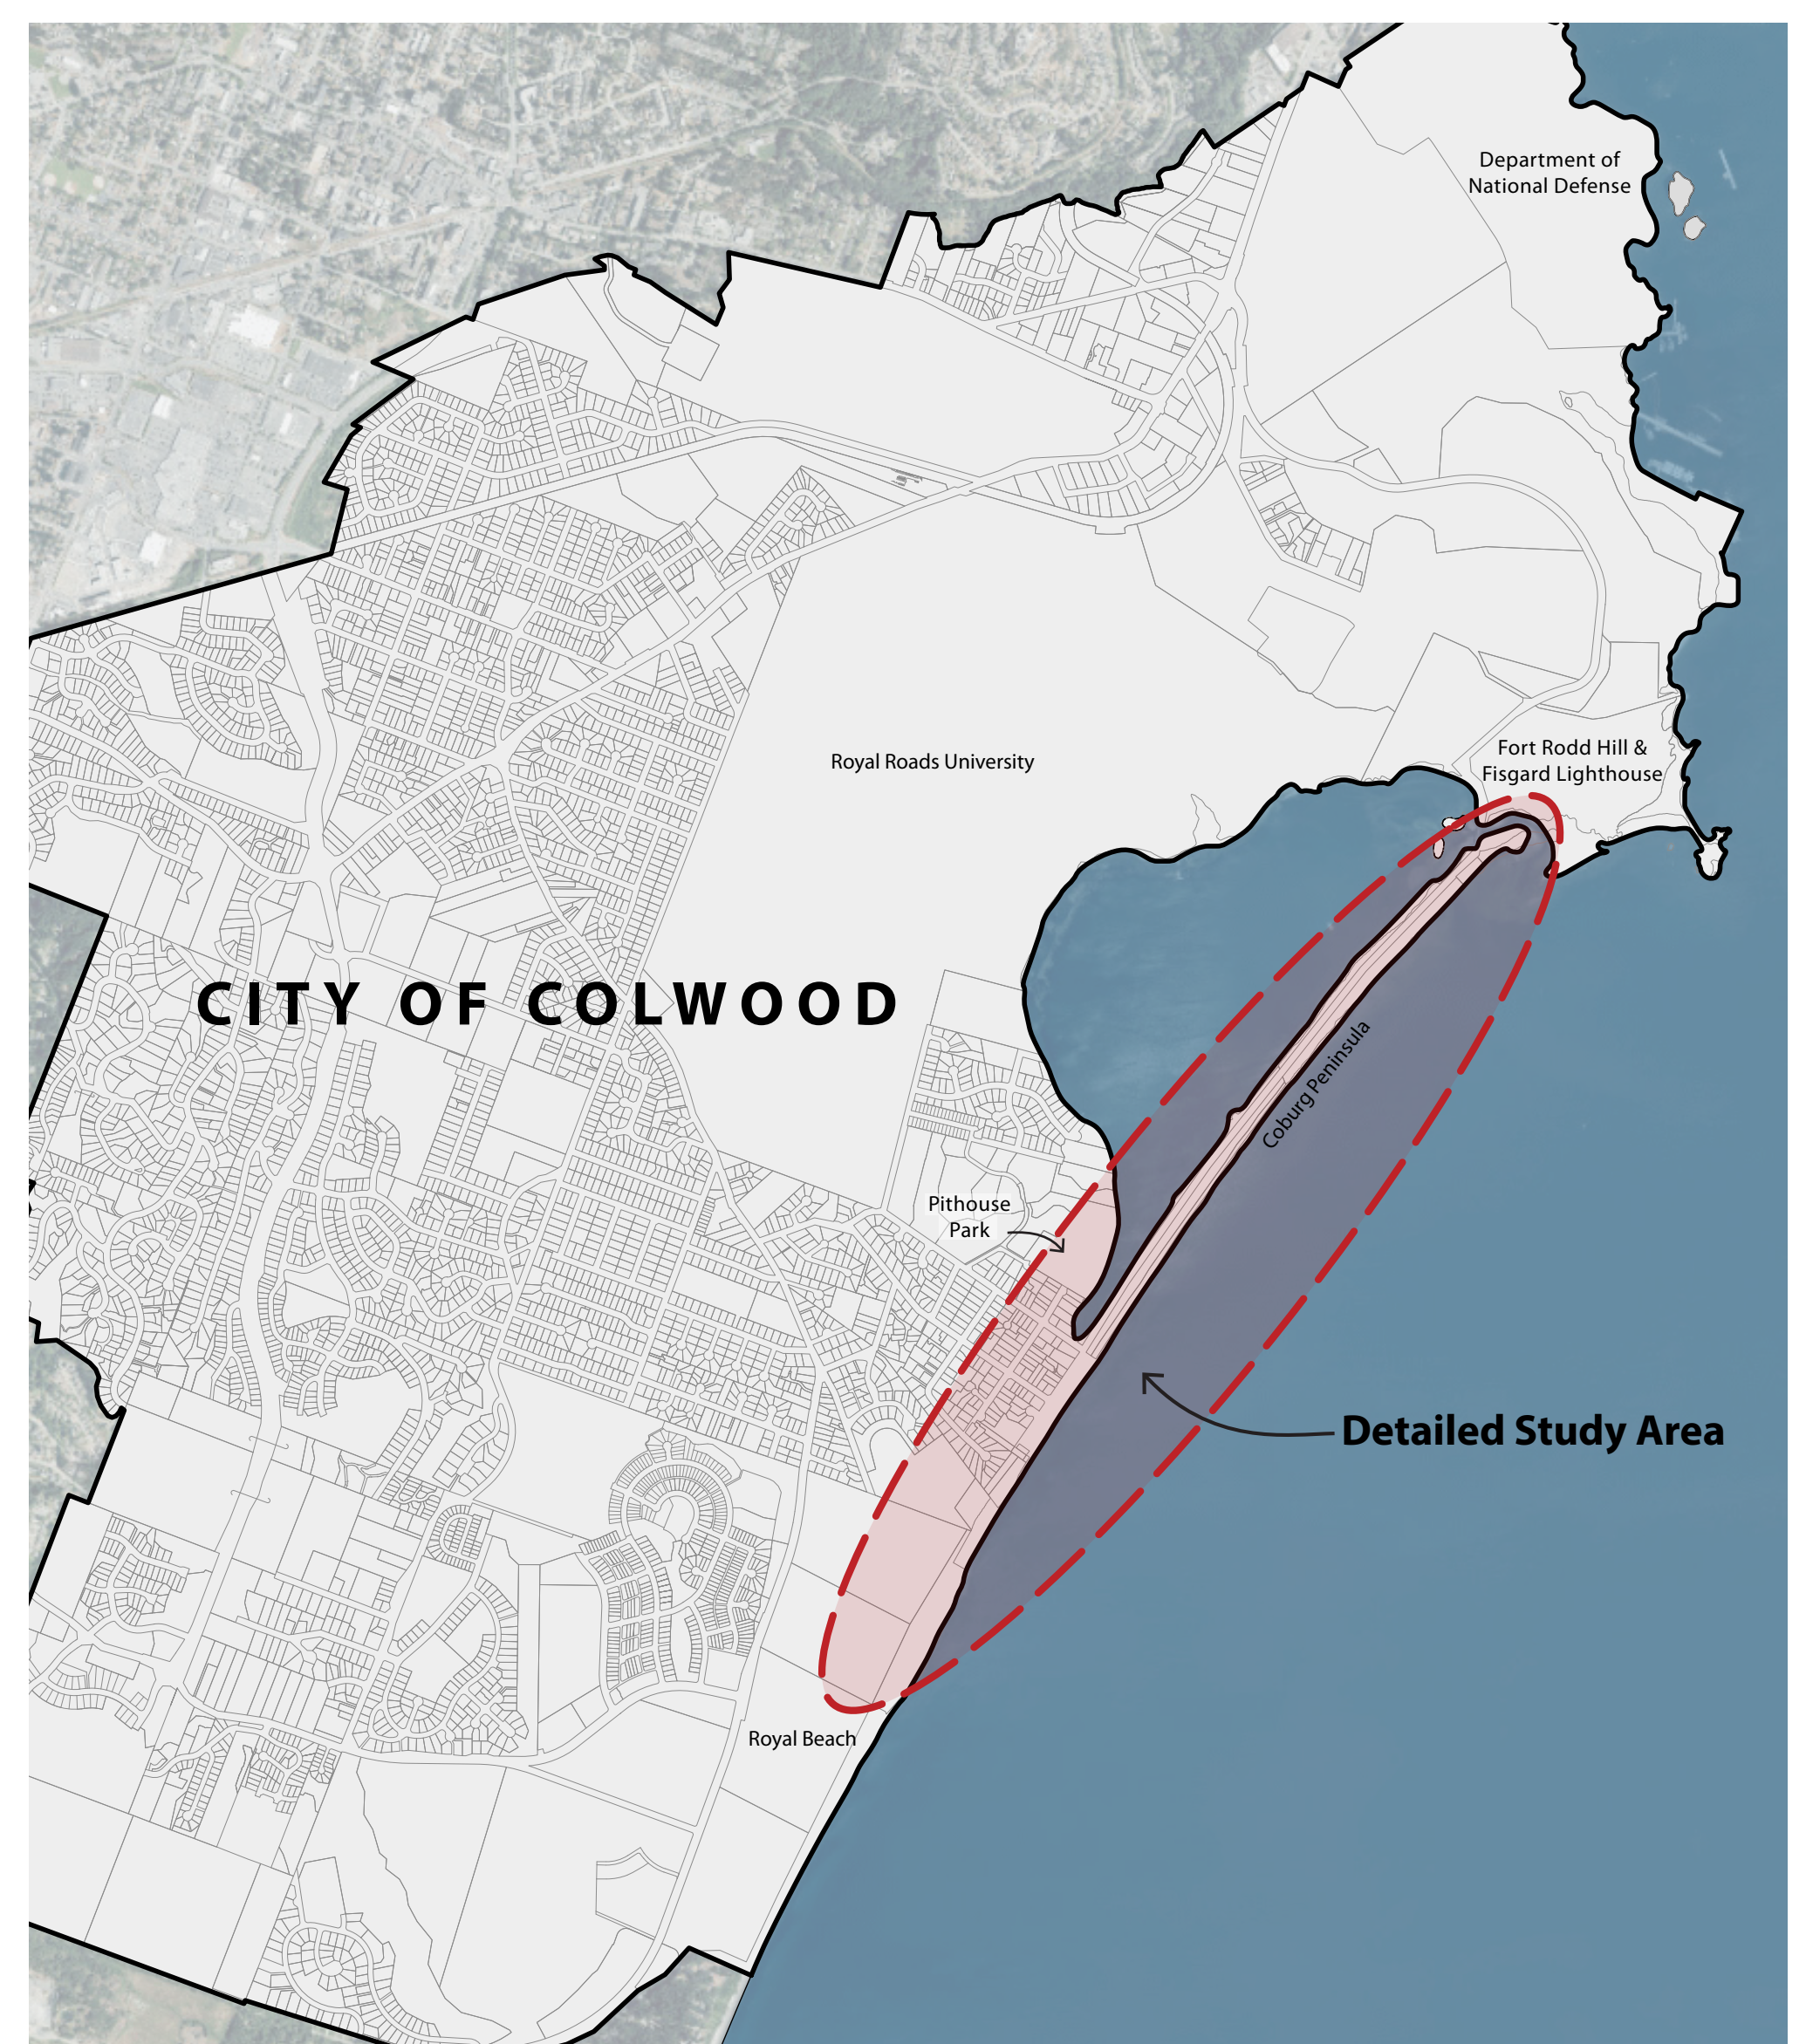 Department of
National Defense
Fort Rodd Hill &
Fisgard Lighthouse
Royal Roads University
CITY OF COLWOOD
Coburg Peninsula
Pithouse
Park
Detailed Study Area
Royal Beach